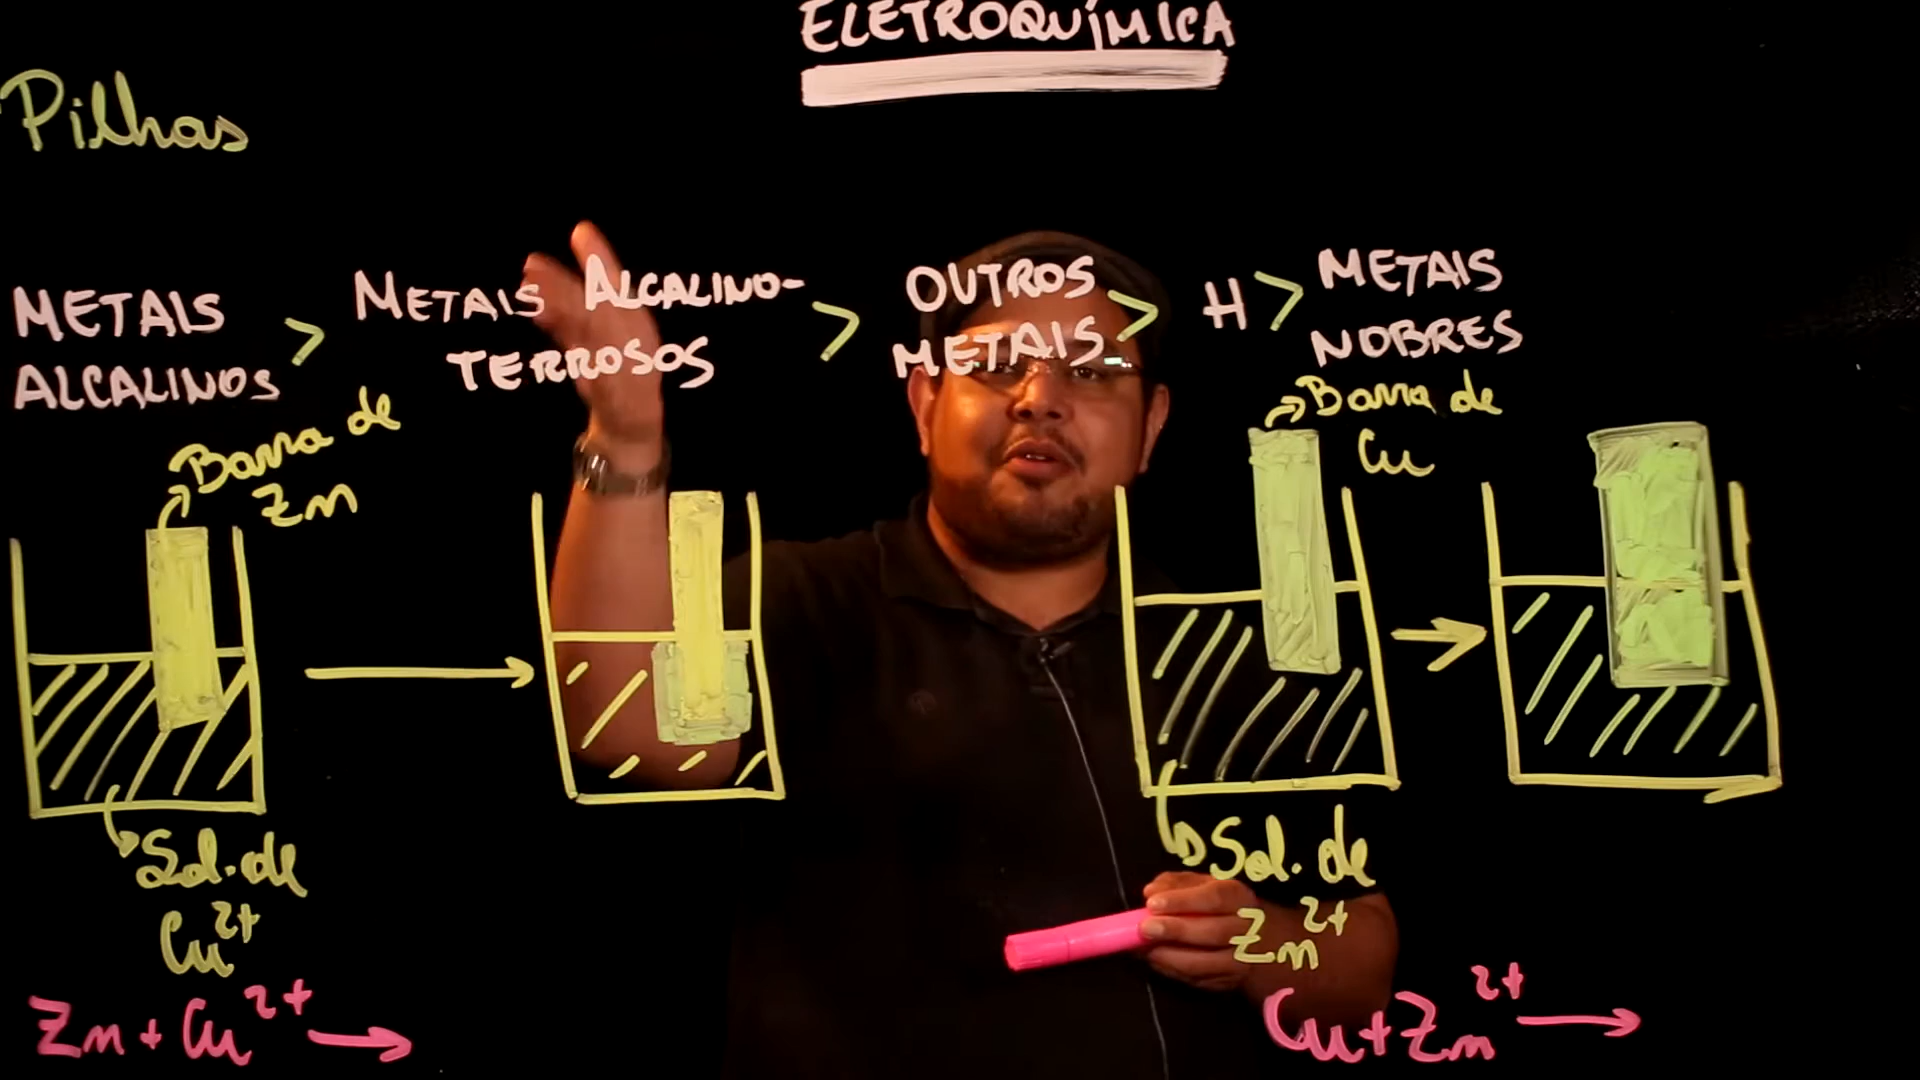 ELETROQUÍMICA
Pilhas
METAIS
ALCALINOS
>
METAIS ALCALINO-
TERROSOS
>
OUTROS
METAIS
>
H
>
METAIS
NOBRES
Barra de
Zn
Barra de
Cu
Sol. de
Cu²⁺
Sol. de
Zn²⁺
Zn + Cu²⁺ →
Cu + Zn²⁺ →